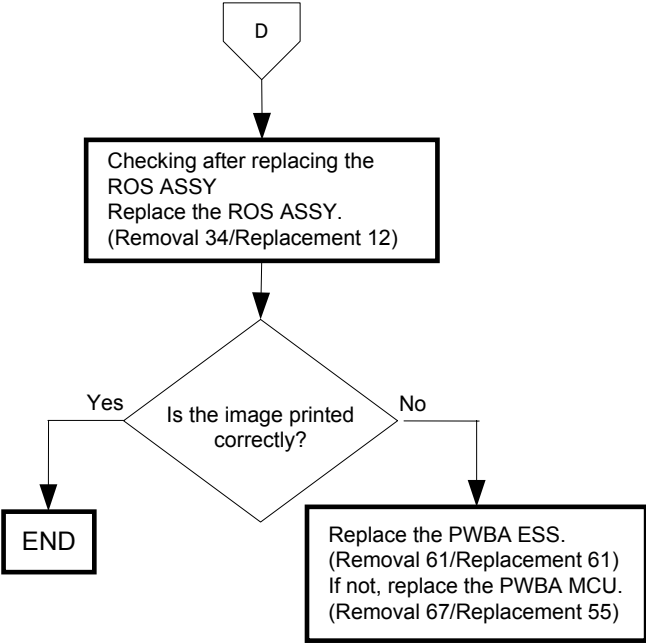 D
Checking after replacing the
ROS ASSY
Replace the ROS ASSY.
(Removal 34/Replacement 12)
Yes
No
Is the image printed
correctly?
END
Replace the PWBA ESS.
(Removal 61/Replacement 61)
If not, replace the PWBA MCU.
(Removal 67/Replacement 55)